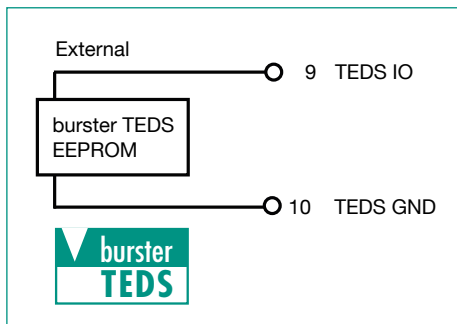 External
9 TEDS IO
burster TEDS
EEPROM
10 TEDS GND
burster
TEDS